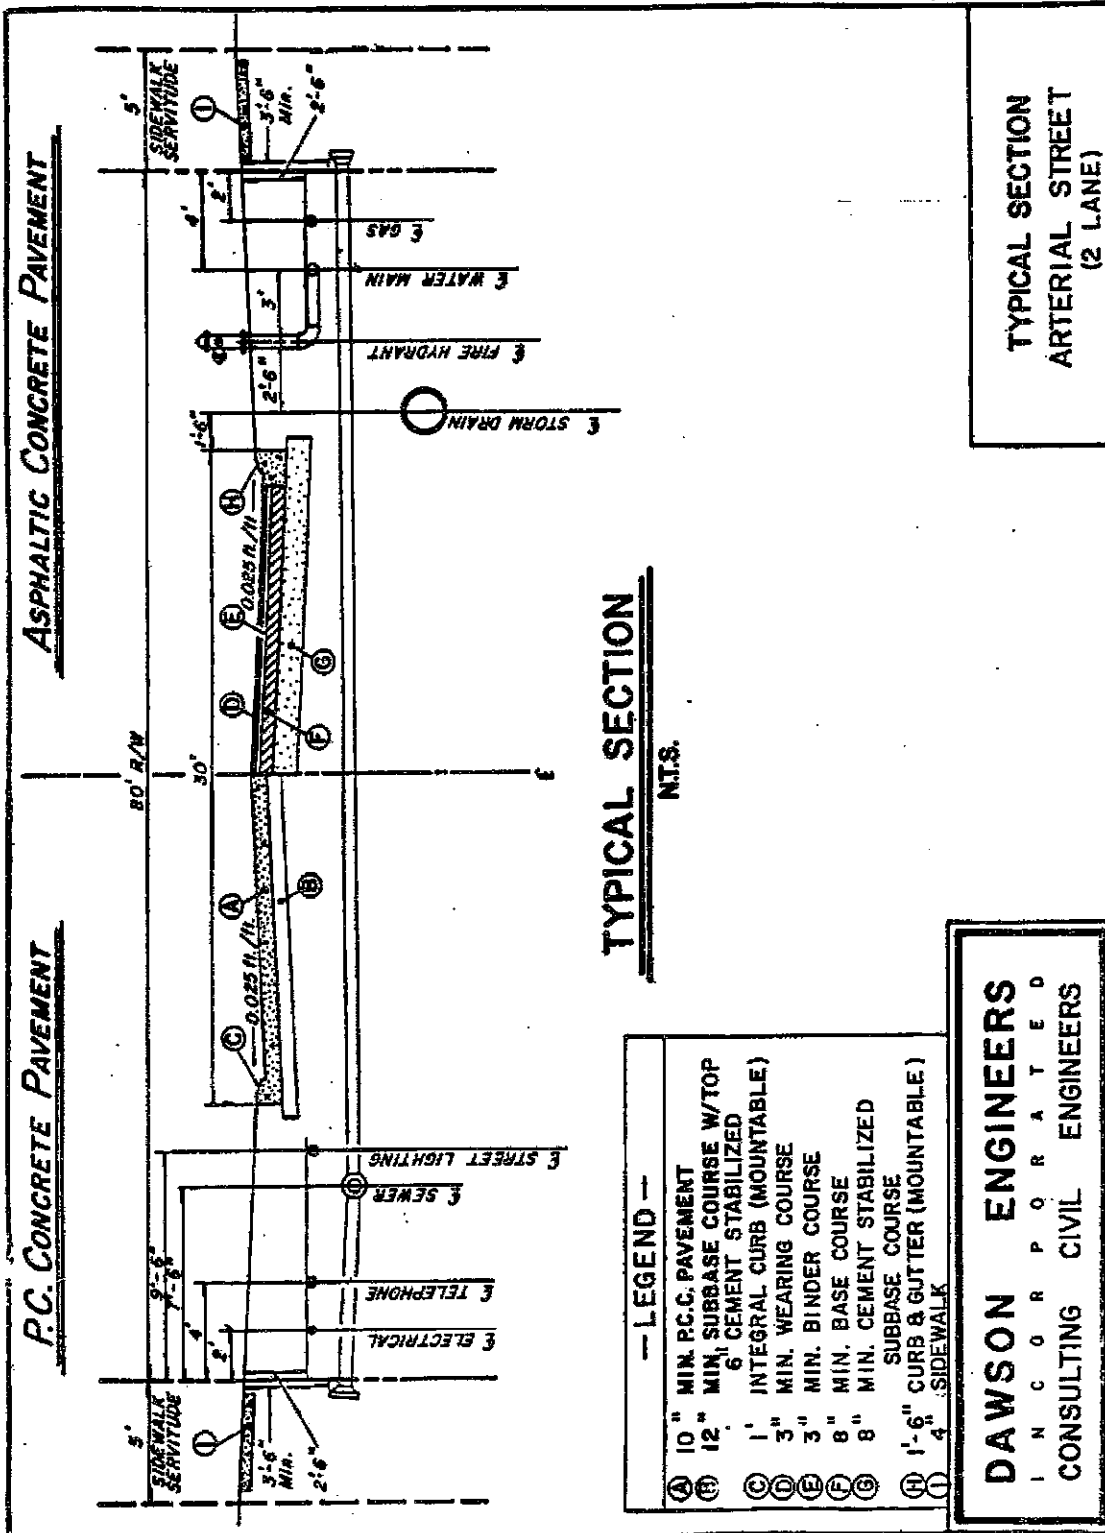 P.C. CONCRETE PAVEMENT
ASPHALTIC CONCRETE PAVEMENT
80' R/W
5'
SIDEWALK
SERVITUDE
9'-6"
7'-6"
4'
2'
30'
1'-6"
4'
2'
5'
SIDEWALK
SERVITUDE
I
3'-6"
Min.
2'-6"
C
0.025 ft./ft.
A
B
D
E
F
G
0.025 ft./ft.
H
2'-6"
3'
I
3'-6"
Min.
2'-6"
℄ ELECTRICAL
℄ TELEPHONE
℄ SEWER
℄ STREET LIGHTING
℄
℄ STORM DRAIN
℄ FIRE HYDRANT
℄ WATER MAIN
℄ GAS
TYPICAL SECTION
N.T.S.
— LEGEND —
A 10" MIN. P.C.C. PAVEMENT
B 12" MIN. SUBBASE COURSE W/TOP
6" CEMENT STABILIZED
C 1' INTEGRAL CURB (MOUNTABLE)
D 3" MIN. WEARING COURSE
E 3" MIN. BINDER COURSE
F 8" MIN. BASE COURSE
G 8" MIN. CEMENT STABILIZED
SUBBASE COURSE
H 1'-6" CURB & GUTTER (MOUNTABLE)
I 4" SIDEWALK
DAWSON ENGINEERS
INCORPORATED
CONSULTING CIVIL ENGINEERS
TYPICAL SECTION
ARTERIAL STREET
(2 LANE)